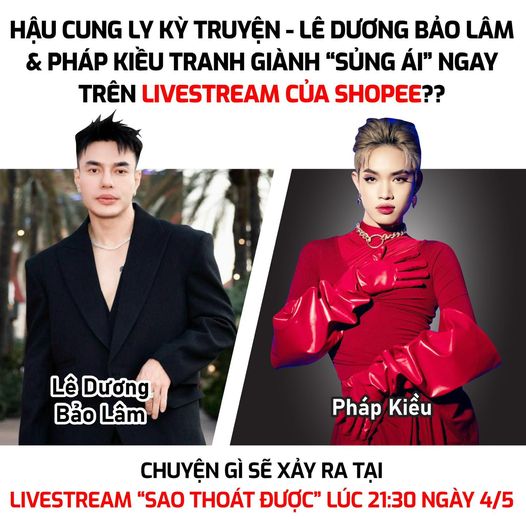 HẬU CUNG LY KỲ TRUYỆN - LÊ DƯƠNG BẢO LÂM
& PHÁP KIỀU TRANH GIÀNH “SỦNG ÁI” NGAY
TRÊN LIVESTREAM CỦA SHOPEE??
Lê Dương
Bảo Lâm
Pháp Kiều
CHUYỆN GÌ SẼ XẢY RA TẠI
LIVESTREAM “SAO THOÁT ĐƯỢC” LÚC 21:30 NGÀY 4/5